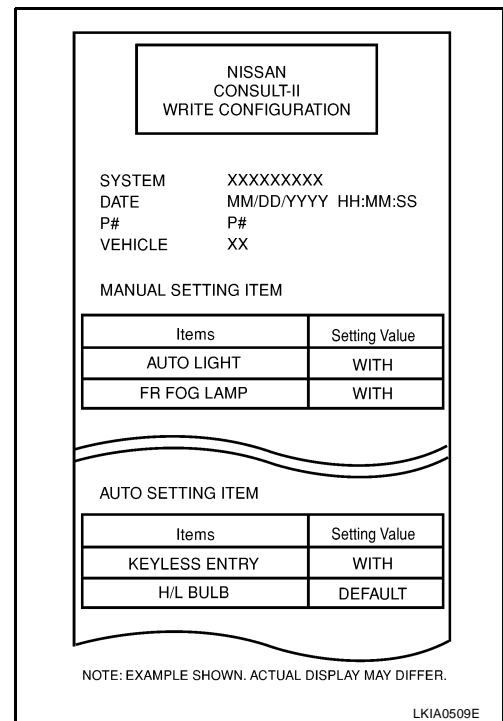 NISSAN
CONSULT-II
WRITE CONFIGURATION
SYSTEM XXXXXXXXX
DATE MM/DD/YYYY HH:MM:SS
P# P#
VEHICLE XX
MANUAL SETTING ITEM
Items Setting Value
AUTO LIGHT WITH
FR FOG LAMP WITH
AUTO SETTING ITEM
Items Setting Value
KEYLESS ENTRY WITH
H/L BULB DEFAULT
NOTE: EXAMPLE SHOWN. ACTUAL DISPLAY MAY DIFFER.
LKIA0509E